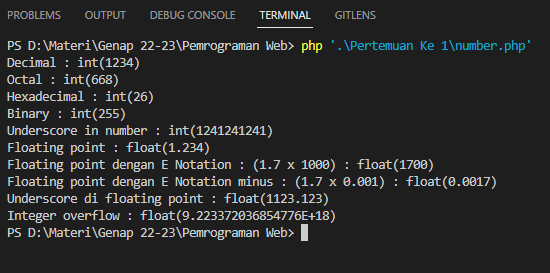 PROBLEMS OUTPUT DEBUG CONSOLE TERMINAL GITLENS
PS D:\Materi\Genap 22-23\Pemrograman Web> php '.\Pertemuan Ke 1\number.php'
Decimal : int(1234)
Octal : int(668)
Hexadecimal : int(26)
Binary : int(255)
Underscore in number : int(1241241241)
Floating point : float(1.234)
Floating point dengan E Notation : (1.7 x 1000) : float(1700)
Floating point dengan E Notation minus : (1.7 x 0.001) : float(0.0017)
Underscore di floating point : float(1123.123)
Integer overflow : float(9.223372036854776E+18)
PS D:\Materi\Genap 22-23\Pemrograman Web>